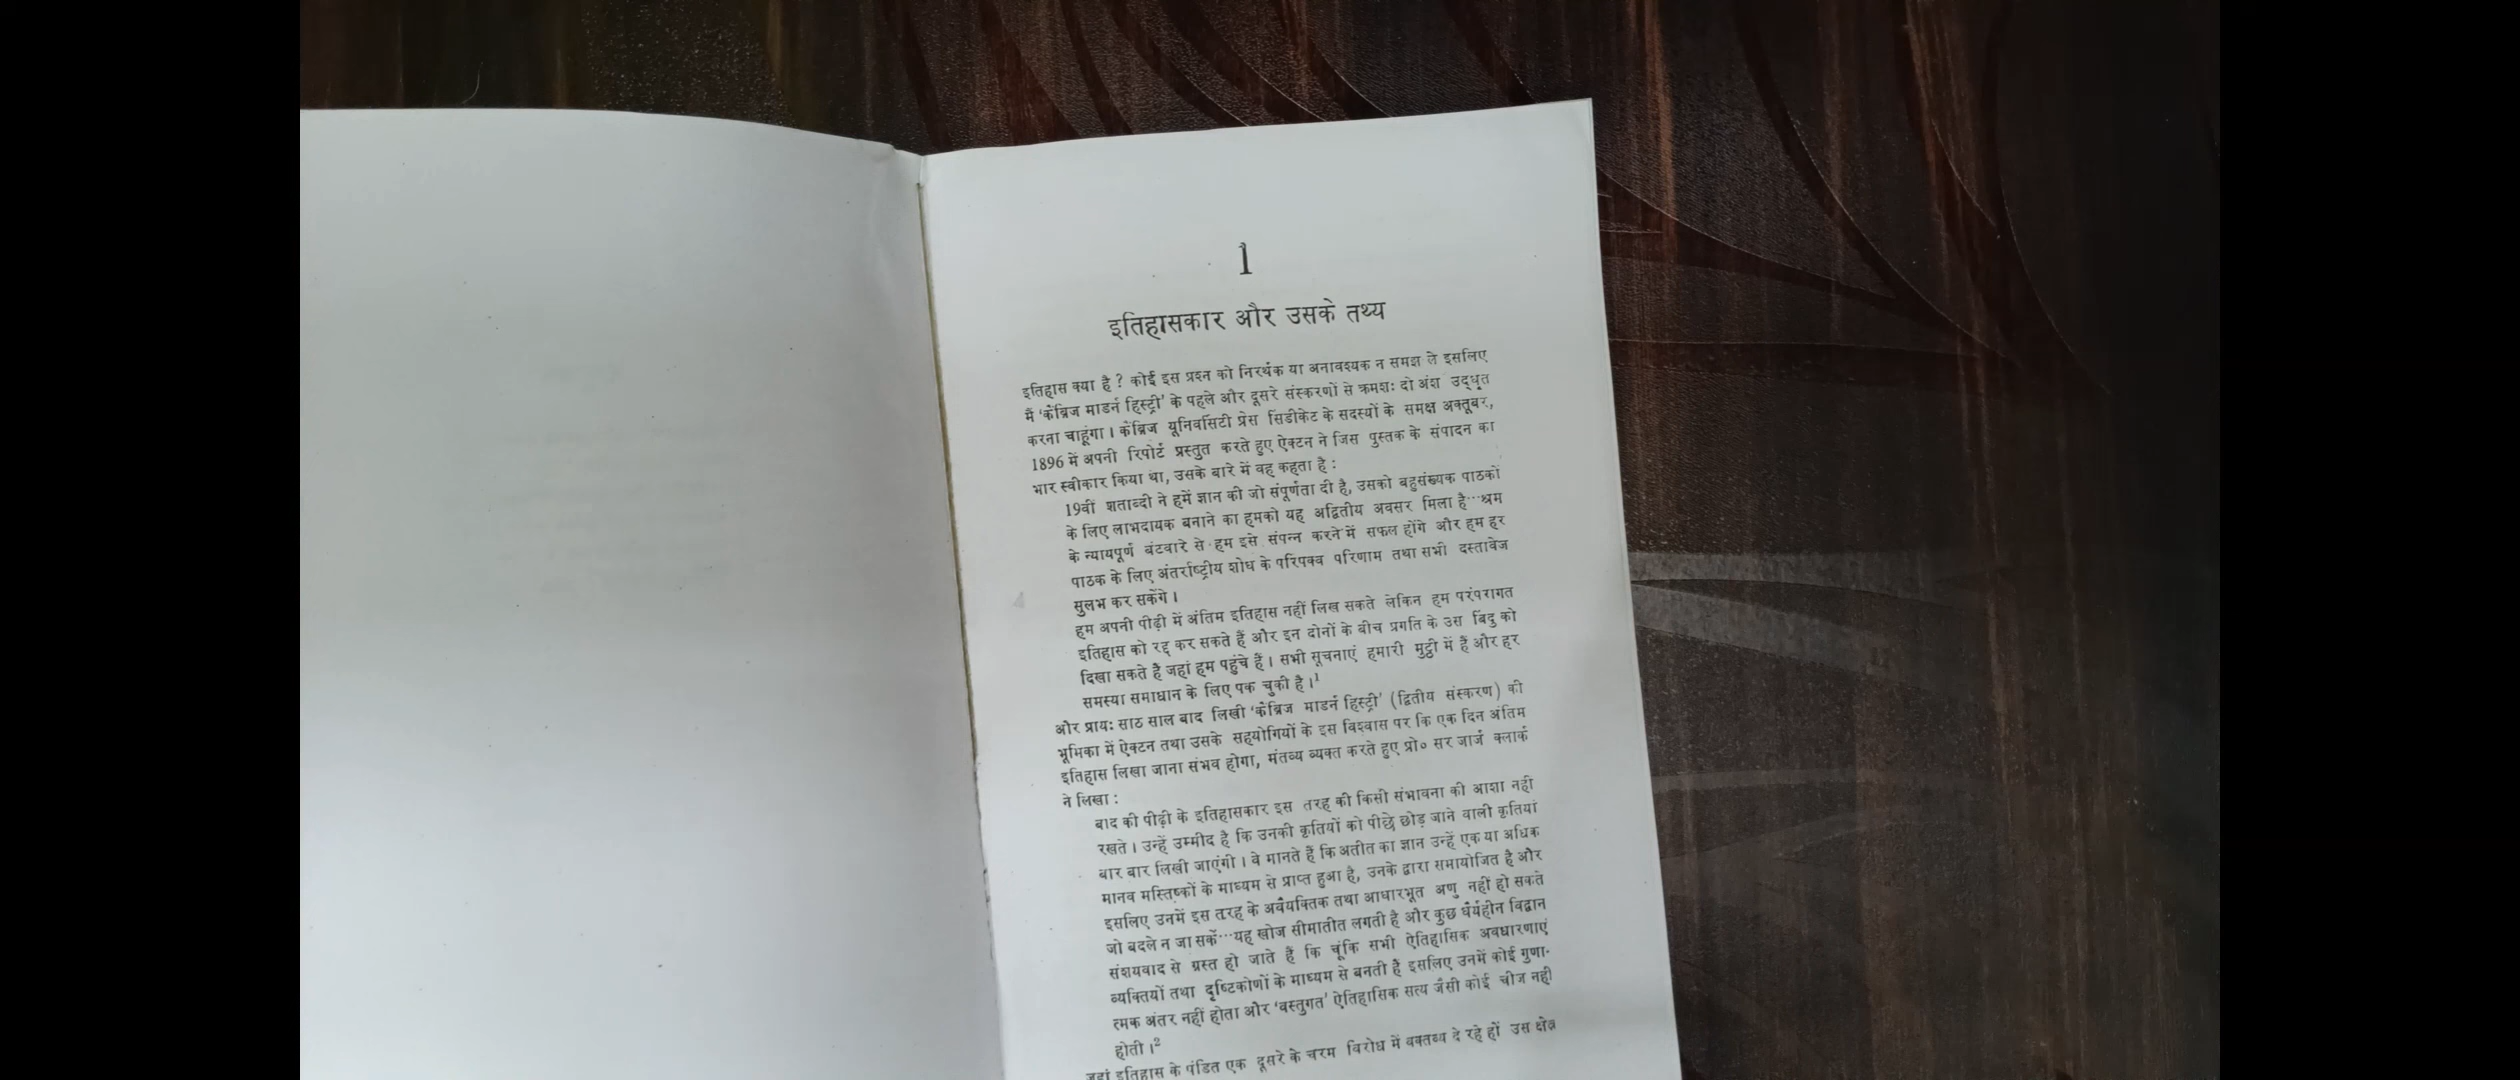 1
इतिहासकार और उसके तथ्य
इतिहास क्या है ? कोई इस प्रश्न को निरर्थक या अनावश्यक न समझ ले इसलिए
मैं ‘केंब्रिज माडर्न हिस्ट्री’ के पहले और दूसरे संस्करणों से क्रमशः दो अंश उद्धृत
करना चाहूंगा । केंब्रिज यूनिवर्सिटी प्रेस सिंडीकेट के सदस्यों के समक्ष अक्तूबर,
1896 में अपनी रिपोर्ट प्रस्तुत करते हुए ऐक्टन ने जिस पुस्तक के संपादन का
भार स्वीकार किया था, उसके बारे में वह कहता है :
19वीं शताब्दी ने हमें ज्ञान की जो संपूर्णता दी है, उसको बहुसंख्यक पाठकों
के लिए लाभदायक बनाने का हमको यह अद्वितीय अवसर मिला है···श्रम
के न्यायपूर्ण बंटवारे से हम इसे संपन्न करने में सफल होंगे और हम हर
पाठक के लिए अंतर्राष्ट्रीय शोध के परिपक्व परिणाम तथा सभी दस्तावेज
सुलभ कर सकेंगे ।
हम अपनी पीढ़ी में अंतिम इतिहास नहीं लिख सकते लेकिन हम परंपरागत
इतिहास को रद्द कर सकते हैं और इन दोनों के बीच प्रगति के उस बिंदु को
दिखा सकते हैं जहां हम पहुंचे हैं । सभी सूचनाएं हमारी मुट्ठी में हैं और हर
समस्या समाधान के लिए पक चुकी है ।¹
और प्रायः साठ साल बाद लिखी ‘केंब्रिज माडर्न हिस्ट्री’ (द्वितीय संस्करण) की
भूमिका में ऐक्टन तथा उसके सहयोगियों के इस विश्वास पर कि एक दिन अंतिम
इतिहास लिखा जाना संभव होगा, मंतव्य व्यक्त करते हुए प्रो० सर जार्ज क्लार्क
ने लिखा :
बाद की पीढ़ी के इतिहासकार इस तरह की किसी संभावना की आशा नहीं
रखते । उन्हें उम्मीद है कि उनकी कृतियों को पीछे छोड़ जाने वाली कृतियां
बार बार लिखी जाएंगी । वे मानते हैं कि अतीत का ज्ञान उन्हें एक या अधिक
मानव मस्तिष्कों के माध्यम से प्राप्त हुआ है, उनके द्वारा समायोजित है और
इसलिए उनमें इस तरह के अवैयक्तिक तथा आधारभूत अणु नहीं हो सकते
जो बदले न जा सकें···यह खोज सीमातीत लगती है और कुछ धैर्यहीन विद्वान
संशयवाद से ग्रस्त हो जाते हैं कि चूंकि सभी ऐतिहासिक अवधारणाएं
व्यक्तियों तथा दृष्टिकोणों के माध्यम से बनती हैं इसलिए उनमें कोई गुणा-
त्मक अंतर नहीं होता और ‘वस्तुगत’ ऐतिहासिक सत्य जैसी कोई चीज नहीं
होती ।²
जहां इतिहास के पंडित एक दूसरे के चरम विरोध में वक्तव्य दे रहे हों उस क्षेत्र